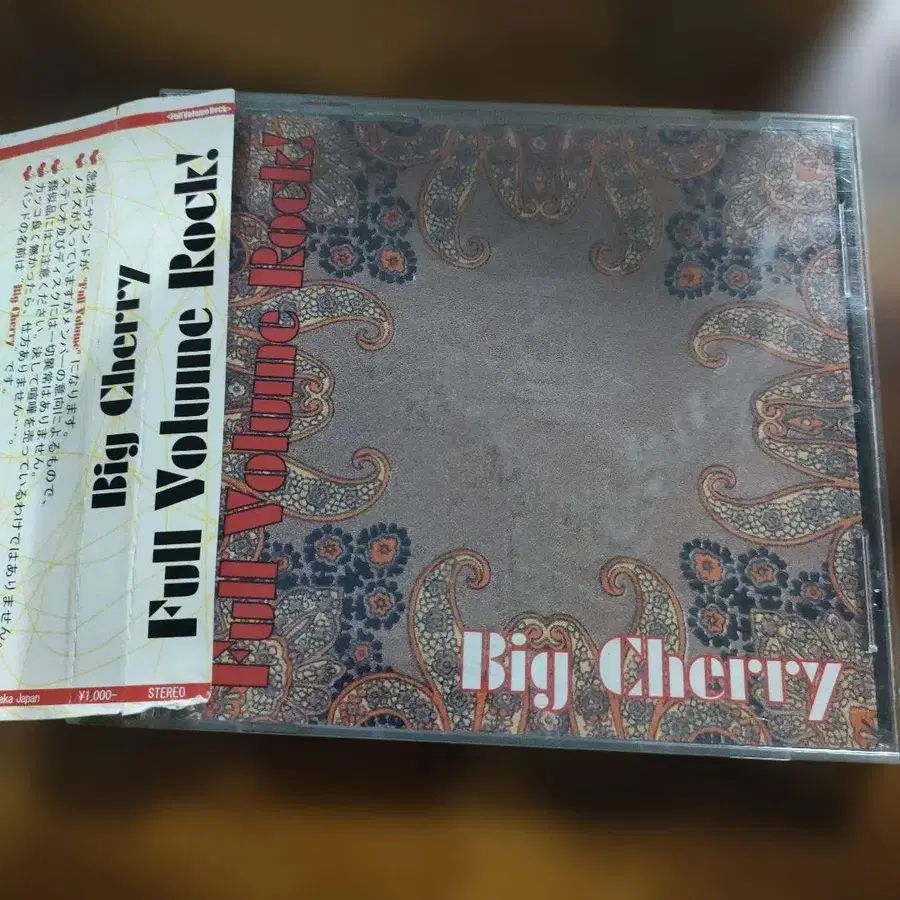 <Full Volume Rock>
Full Volume Rock!
Big Cherry
急激にサウンドが "Full Volume" になります。
ノイズが入っていますがメンバーの意向によるもので、
ステレオ及びディスクには一切異常はありません。
類似品にはご注意ください。決して喧嘩を売っているわけではありません。
カッコ良く無かったら仕方ありません・・・。
バンドの名前は "Big Cherry" です。
aka Japan ¥1,000- STEREO
Full Volume Rock!
Big Cherry